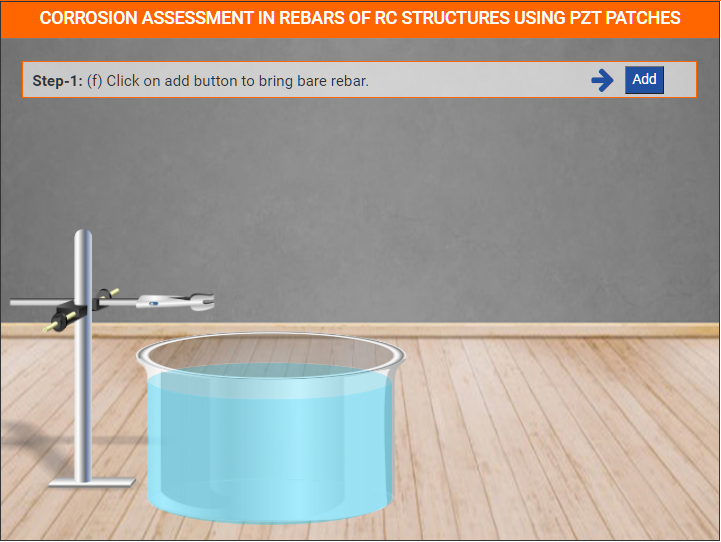 CORROSION ASSESSMENT IN REBARS OF RC STRUCTURES USING PZT PATCHES
Step-1: (f) Click on add button to bring bare rebar.
Add